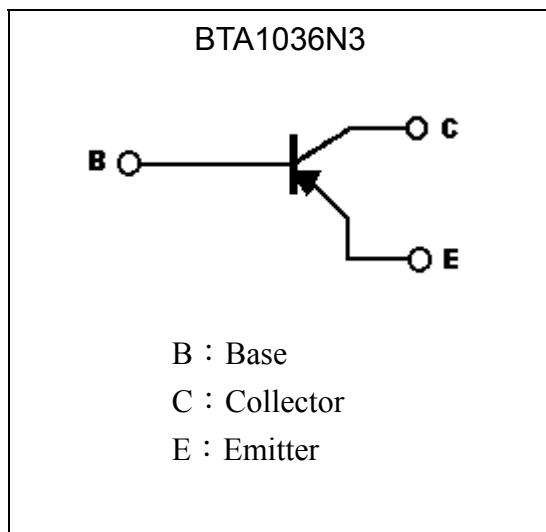 BTA1036N3
C
B
E
B：Base
C：Collector
E：Emitter